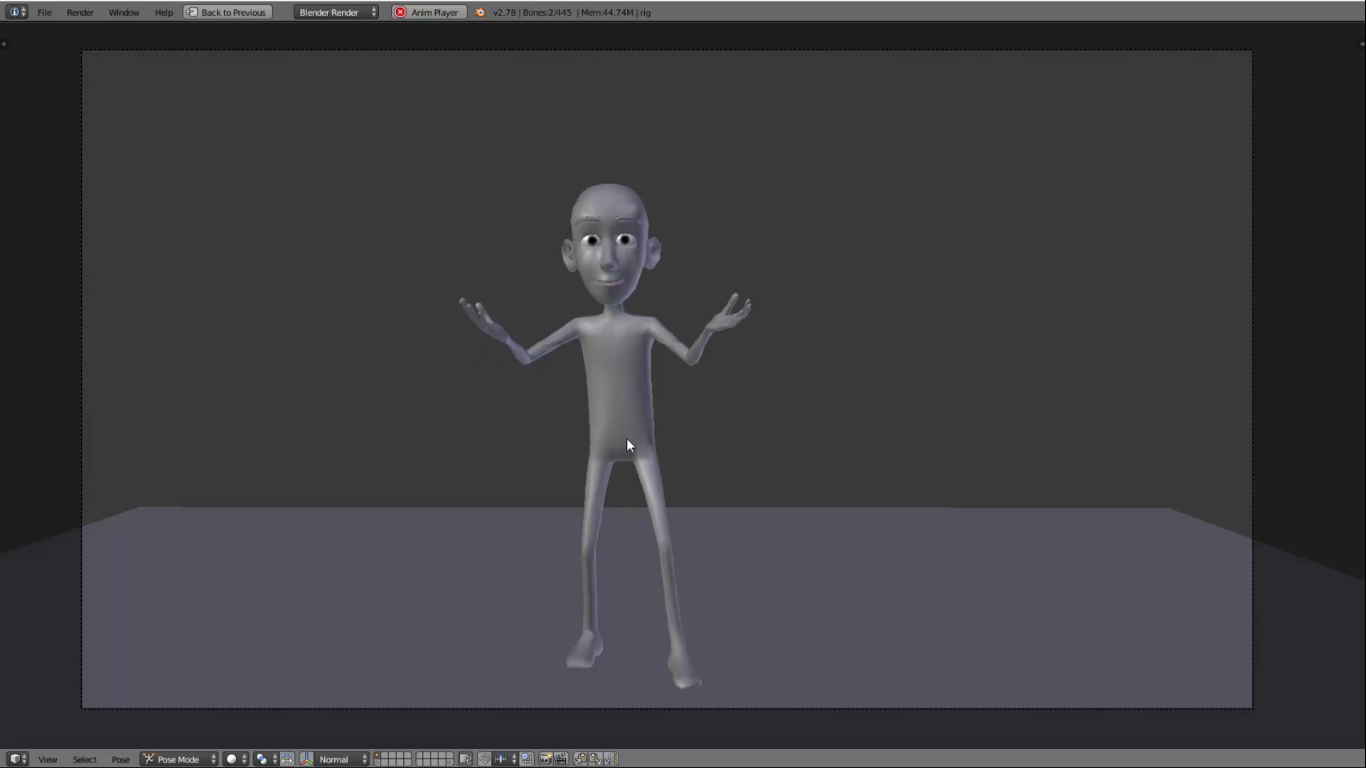 File Render Window Help Back to Previous Blender Render Anim Player v2.78 | Bones:2/445 | Mem:44.74M | rig
View Select Pose Pose Mode Normal